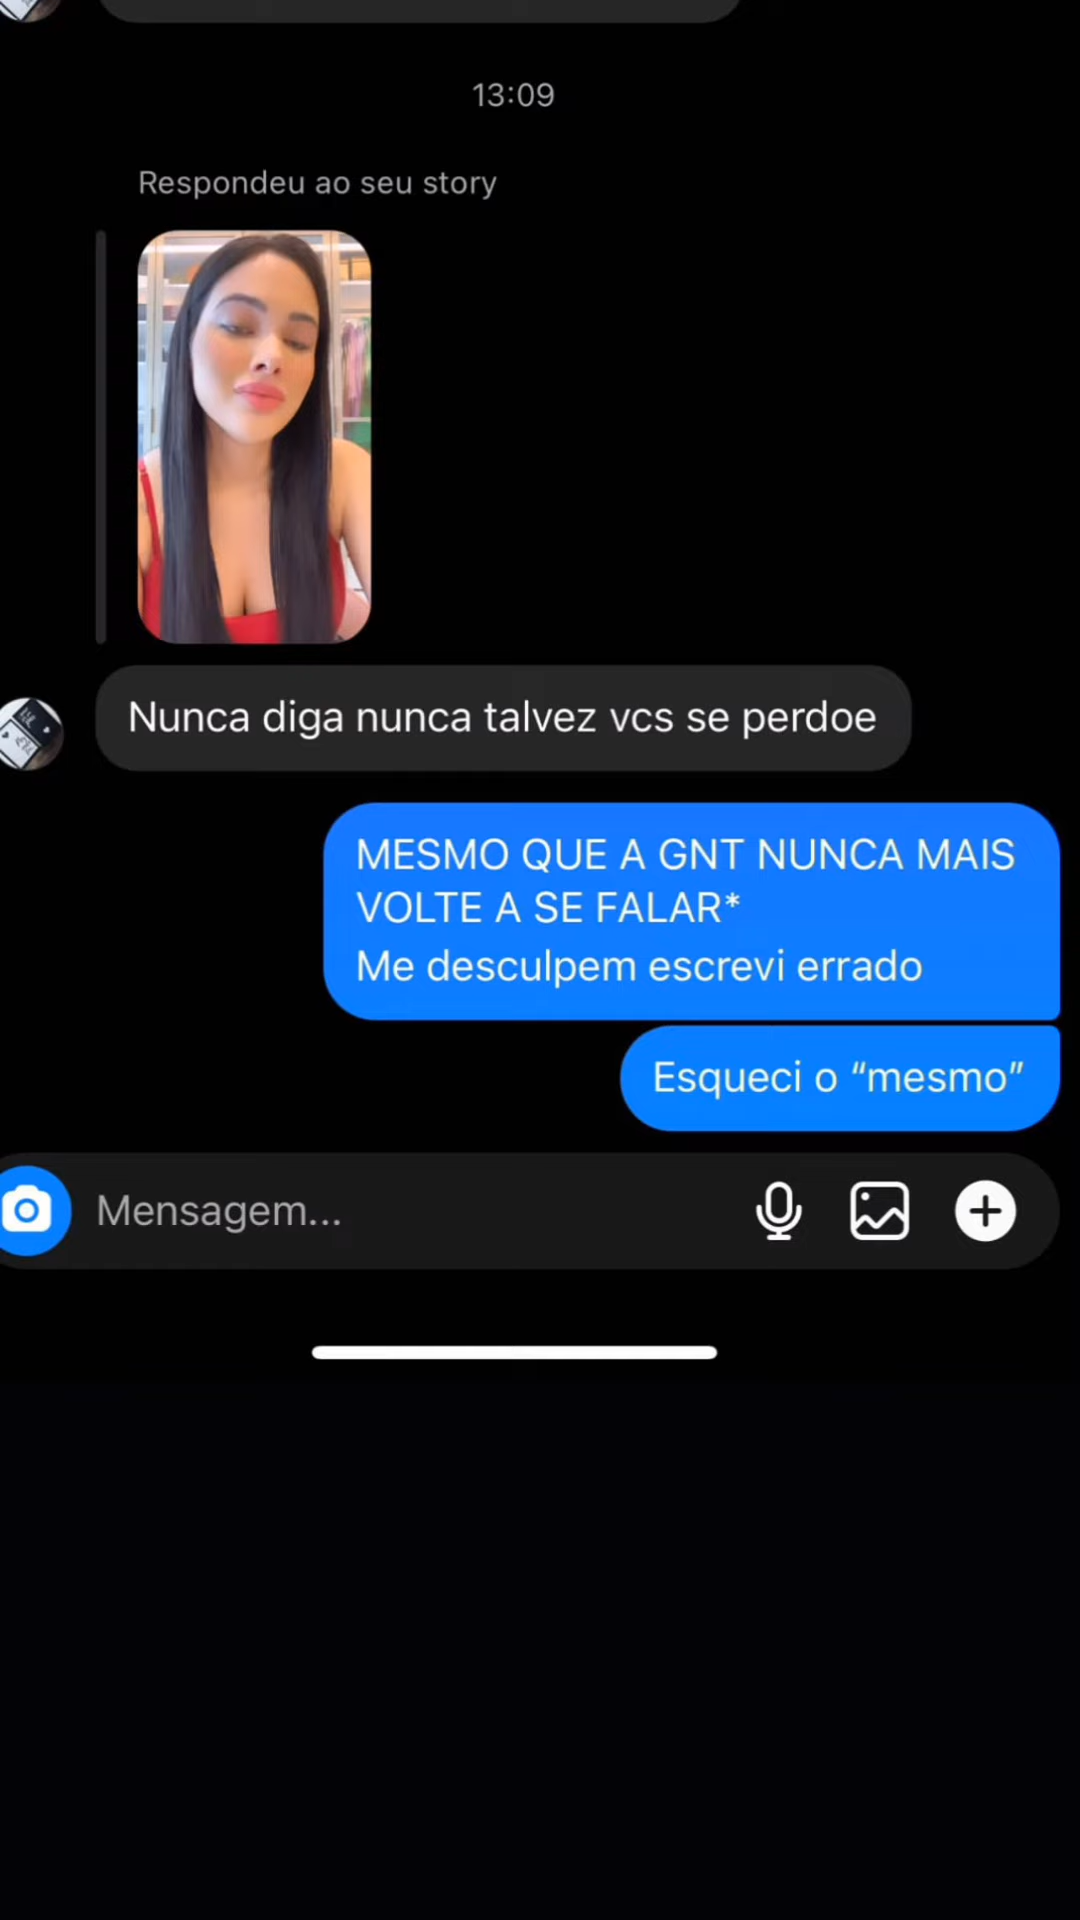 13:09
Respondeu ao seu story
Nunca diga nunca talvez vcs se perdoe
MESMO QUE A GNT NUNCA MAIS
VOLTE A SE FALAR*
Me desculpem escrevi errado
Esqueci o “mesmo”
Mensagem...